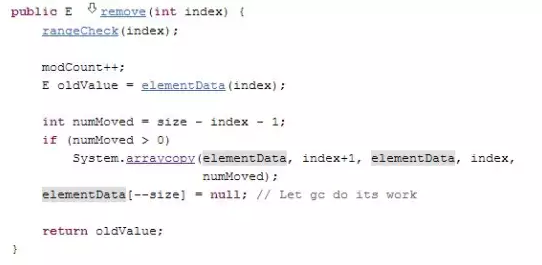 public E remove(int index) {
rangeCheck(index);
modCount++;
E oldValue = elementData(index);
int numMoved = size - index - 1;
if (numMoved > 0)
System.arraycopy(elementData, index+1, elementData, index,
numMoved);
elementData[--size] = null; // Let gc do its work
return oldValue;
}